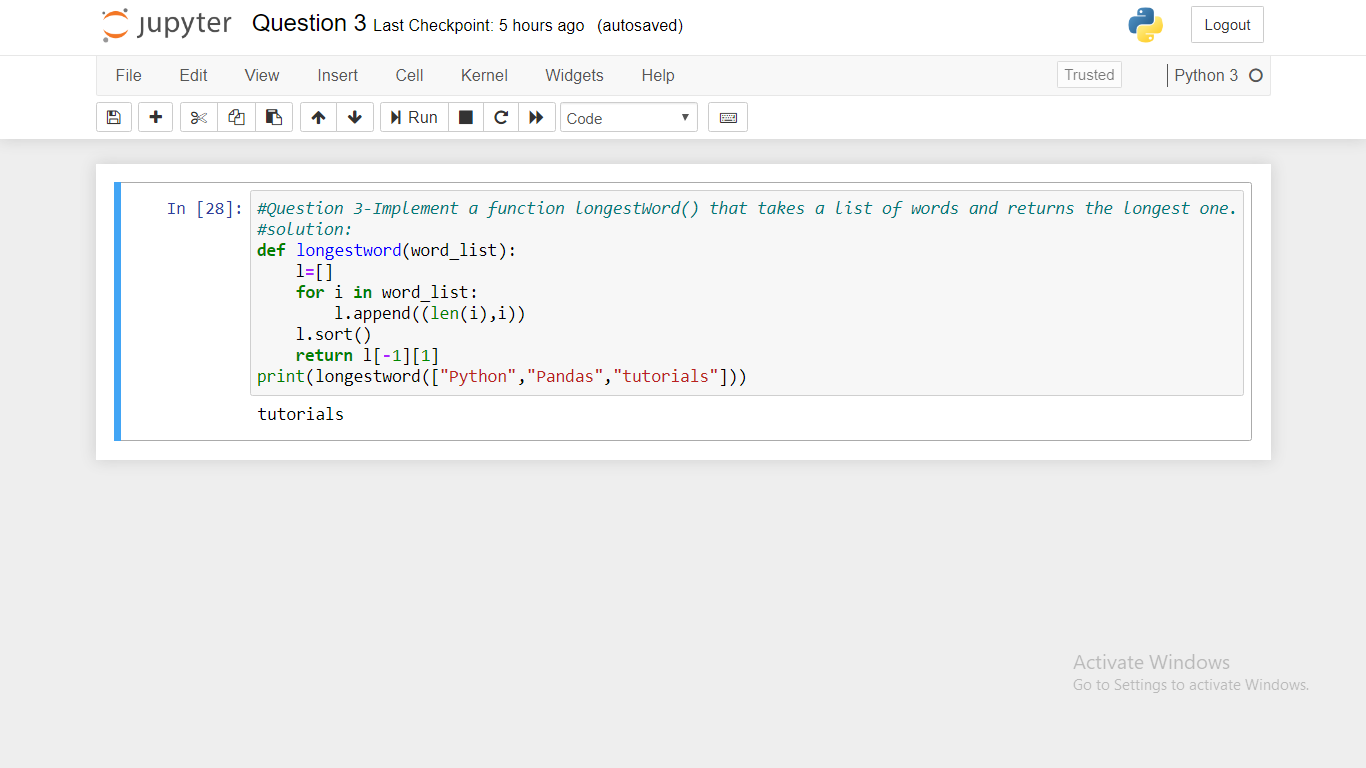 jupyter Question 3 Last Checkpoint: 5 hours ago (autosaved) Logout
File Edit View Insert Cell Kernel Widgets Help Trusted Python 3
Run Code
In [28]: #Question 3-Implement a function longestWord() that takes a list of words and returns the longest one.
#solution:
def longestword(word_list):
    l=[]
    for i in word_list:
        l.append((len(i),i))
    l.sort()
    return l[-1][1]
print(longestword(["Python","Pandas","tutorials"]))
tutorials
Activate Windows
Go to Settings to activate Windows.